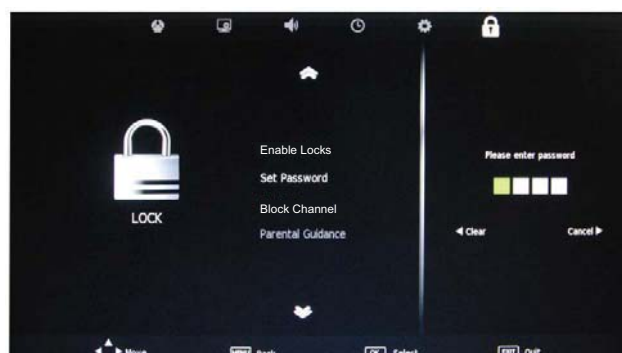 Enable Locks
Set Password
Block Channel
Parental Guidance
LOCK
Please enter password
◀ Clear Cancel ▶
Move MENU Back OK Select EXIT Quit